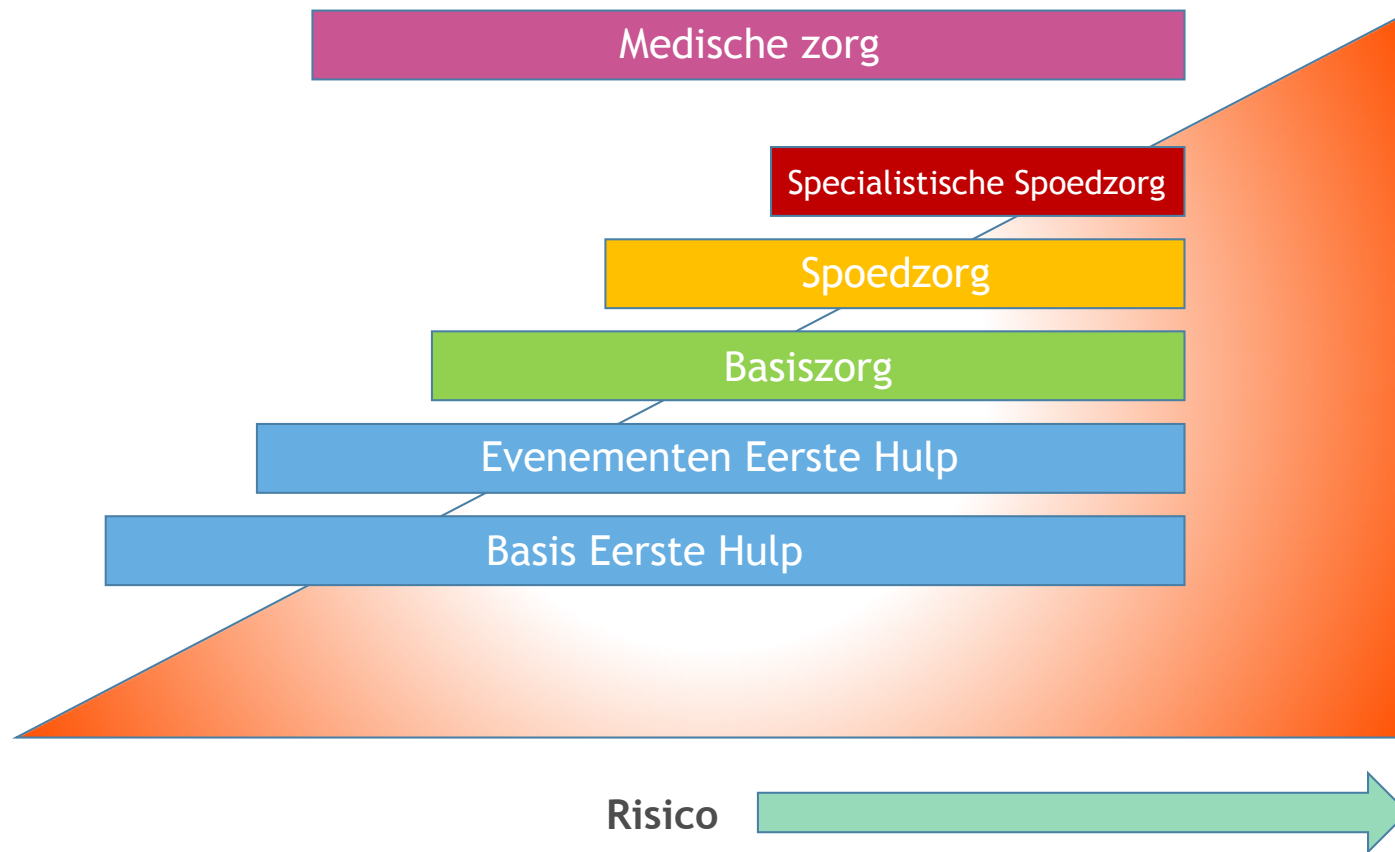 Medische zorg
Specialistische Spoedzorg
Spoedzorg
Basiszorg
Evenementen Eerste Hulp
Basis Eerste Hulp
Risico